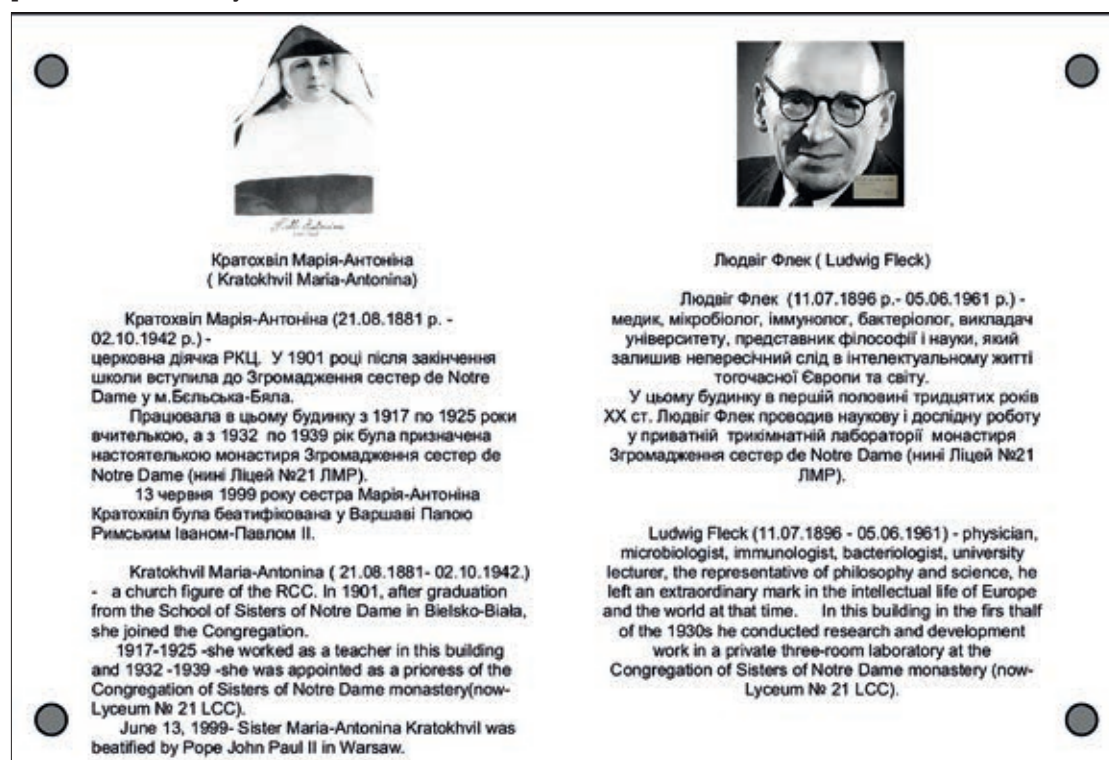 Кратохвіл Марія-Антоніна
( Kratokhvil Maria-Antonina)
Кратохвіл Марія-Антоніна (21.08.1881 р. -
02.10.1942 р.) -
церковна діячка РКЦ. У 1901 році після закінчення
школи вступила до Згромадження сестер de Notre
Dame у м.Бєльська-Бяла.
Працювала в цьому будинку з 1917 по 1925 роки
вчителькою, а з 1932 по 1939 рік була призначена
настоятелькою монастиря Згромадження сестер de
Notre Dame (нині Ліцей №21 ЛМР).
13 червня 1999 року сестра Марія-Антоніна
Кратохвіл була беатифікована у Варшаві Папою
Римським Іваном-Павлом ІІ.
Kratokhvil Maria-Antonina ( 21.08.1881- 02.10.1942.)
- a church figure of the RCC. In 1901, after graduation
from the School of Sisters of Notre Dame in Bielsko-Biała,
she joined the Congregation.
1917-1925 -she worked as a teacher in this building
and 1932 -1939 -she was appointed as a prioress of the
Congregation of Sisters of Notre Dame monastery(now-
Lyceum № 21 LCC).
June 13, 1999- Sister Maria-Antonina Kratokhvil was
beatified by Pope John Paul II in Warsaw.
Людвіг Флек ( Ludwig Fleck)
Людвіг Флек (11.07.1896 р.- 05.06.1961 р.) -
медик, мікробіолог, іммунолог, бактеріолог, викладач
університету, представник філософії і науки, який
залишив непересічний слід в інтелектуальному житті
тогочасної Європи та світу.
У цьому будинку в першій половині тридцятих років
ХХ ст. Людвіг Флек проводив наукову і дослідну роботу
у приватній трикімнатній лабораторії монастиря
Згромадження сестер de Notre Dame (нині Ліцей №21
ЛМР).
Ludwig Fleck (11.07.1896 - 05.06.1961) - physician,
microbiologist, immunologist, bacteriologist, university
lecturer, the representative of philosophy and science, he
left an extraordinary mark in the intellectual life of Europe
and the world at that time. In this building in the firs thalf
of the 1930s he conducted research and development
work in a private three-room laboratory at the
Congregation of Sisters of Notre Dame monastery (now-
Lyceum № 21 LCC).